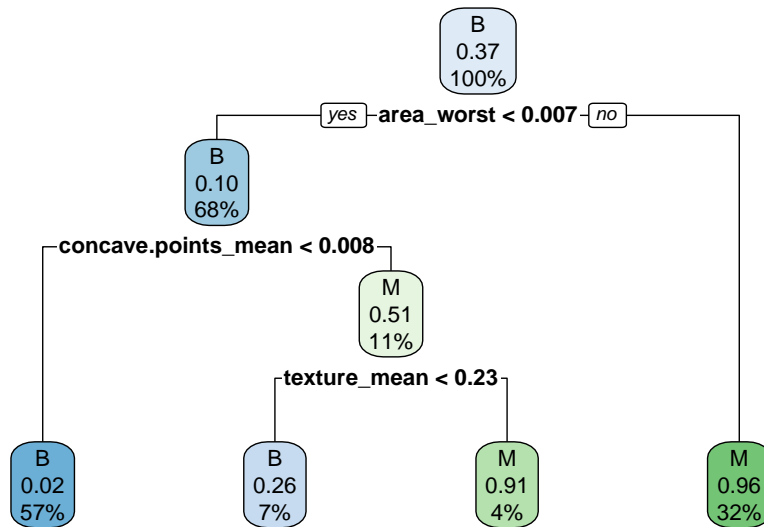 B
0.37
100%
yes area_worst < 0.007 no
B
0.10
68%
concave.points_mean < 0.008
M
0.51
11%
texture_mean < 0.23
B
0.02
57%
B
0.26
7%
M
0.91
4%
M
0.96
32%